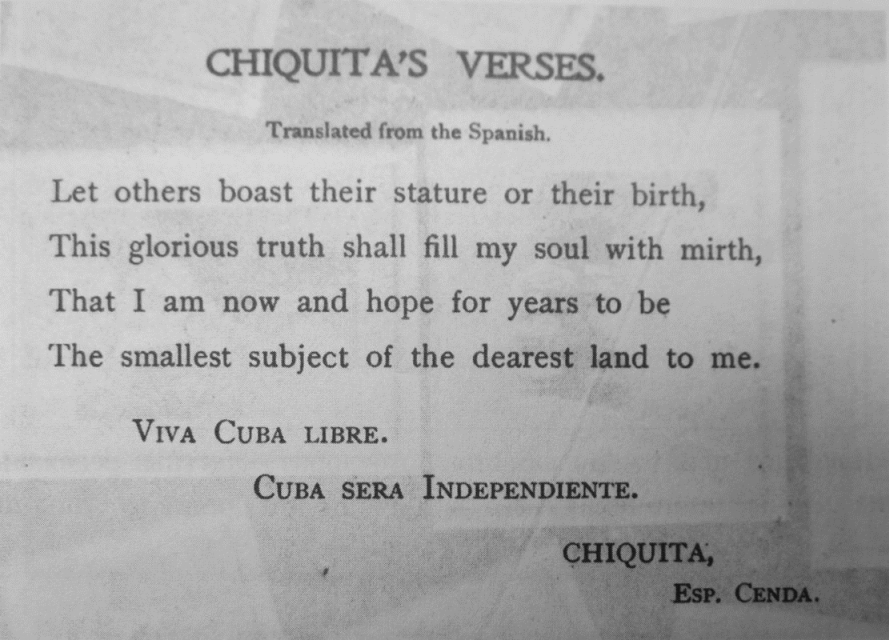 CHIQUITA'S VERSES.
Translated from the Spanish.
Let others boast their stature or their birth,
This glorious truth shall fill my soul with mirth,
That I am now and hope for years to be
The smallest subject of the dearest land to me.
VIVA CUBA LIBRE.
CUBA SERA INDEPENDIENTE.
CHIQUITA,
ESP. CENDA.